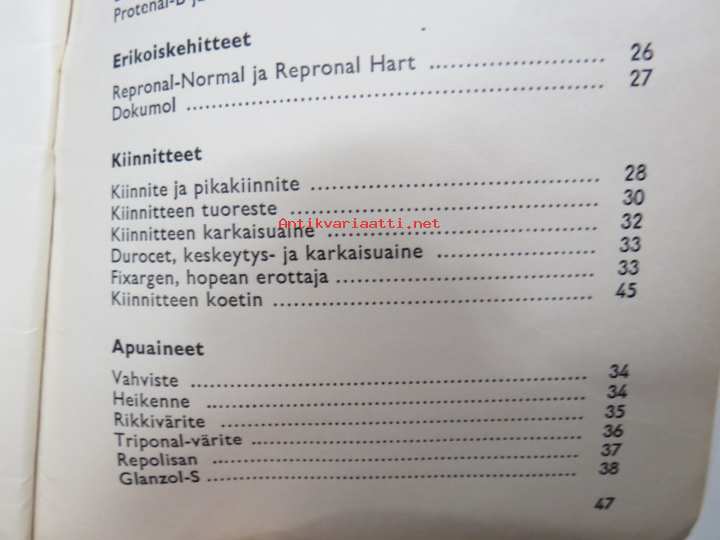 Protenal-D
Erikoiskehitteet
Repronal-Normal ja Repronal Hart ........................ 26
Dokumol ........................ 27
Kiinnitteet
Kiinnite ja pikakiinnite ........................ 28
Kiinnitteen tuoreste ........................ 30
Kiinnitteen karkaisuaine ........................ 32
Durocet, keskeytys- ja karkaisuaine ........................ 33
Fixargen, hopean erottaja ........................ 33
Kiinnitteen koetin ........................ 45
Apuaineet
Vahviste ........................ 34
Heikenne ........................ 34
Rikkivärite ........................ 35
Triponal-värite ........................ 36
Repolisan ........................ 37
Glanzol-S ........................ 38
47
Antikvariaatti.net